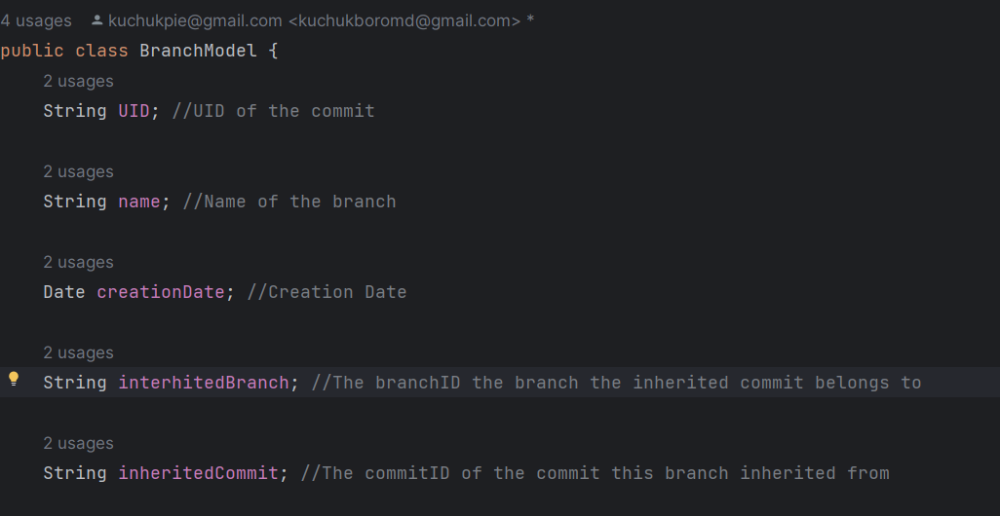 4 usages kuchukpie@gmail.com <kuchukboromd@gmail.com> *
public class BranchModel {
2 usages
String UID; //UID of the commit
2 usages
String name; //Name of the branch
2 usages
Date creationDate; //Creation Date
2 usages
String interhitedBranch; //The branchID the branch the inherited commit belongs to
2 usages
String inheritedCommit; //The commitID of the commit this branch inherited from